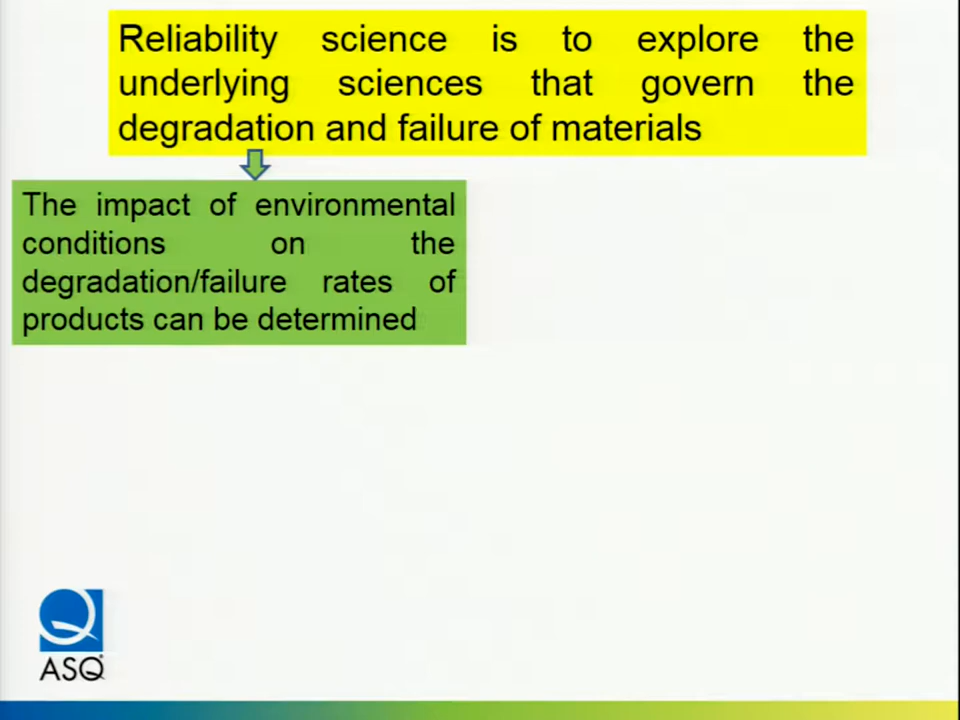 Reliability science is to explore the
underlying sciences that govern the
degradation and failure of materials
The impact of environmental
conditions on the
degradation/failure rates of
products can be determined
ASQ